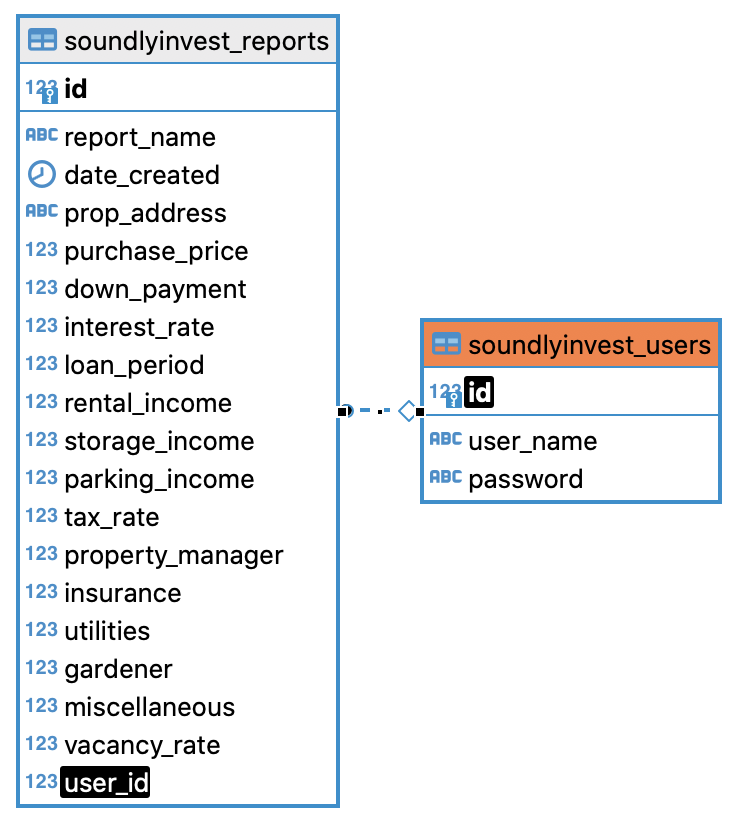 soundlyinvest_reports
123 id
ABC report_name
date_created
ABC prop_address
123 purchase_price
123 down_payment
123 interest_rate
123 loan_period
123 rental_income
123 storage_income
123 parking_income
123 tax_rate
123 property_manager
123 insurance
123 utilities
123 gardener
123 miscellaneous
123 vacancy_rate
123 user_id
soundlyinvest_users
123 id
ABC user_name
ABC password